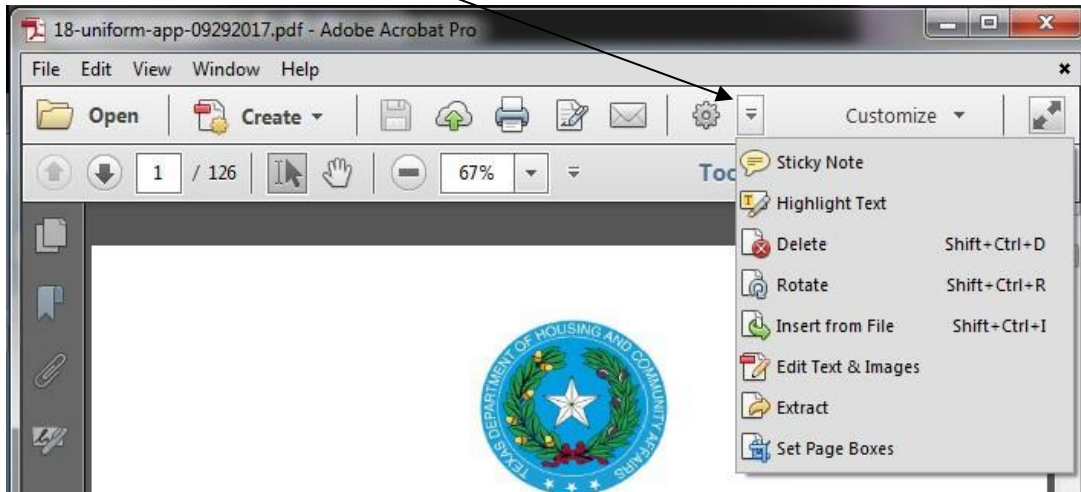 18-uniform-app-09292017.pdf - Adobe Acrobat Pro
File Edit View Window Help
Open Create Customize
1 / 126 67%
Sticky Note
Highlight Text
Delete Shift+Ctrl+D
Rotate Shift+Ctrl+R
Insert from File Shift+Ctrl+I
Edit Text & Images
Extract
Set Page Boxes
TEXAS DEPARTMENT OF HOUSING AND COMMUNITY AFFAIRS